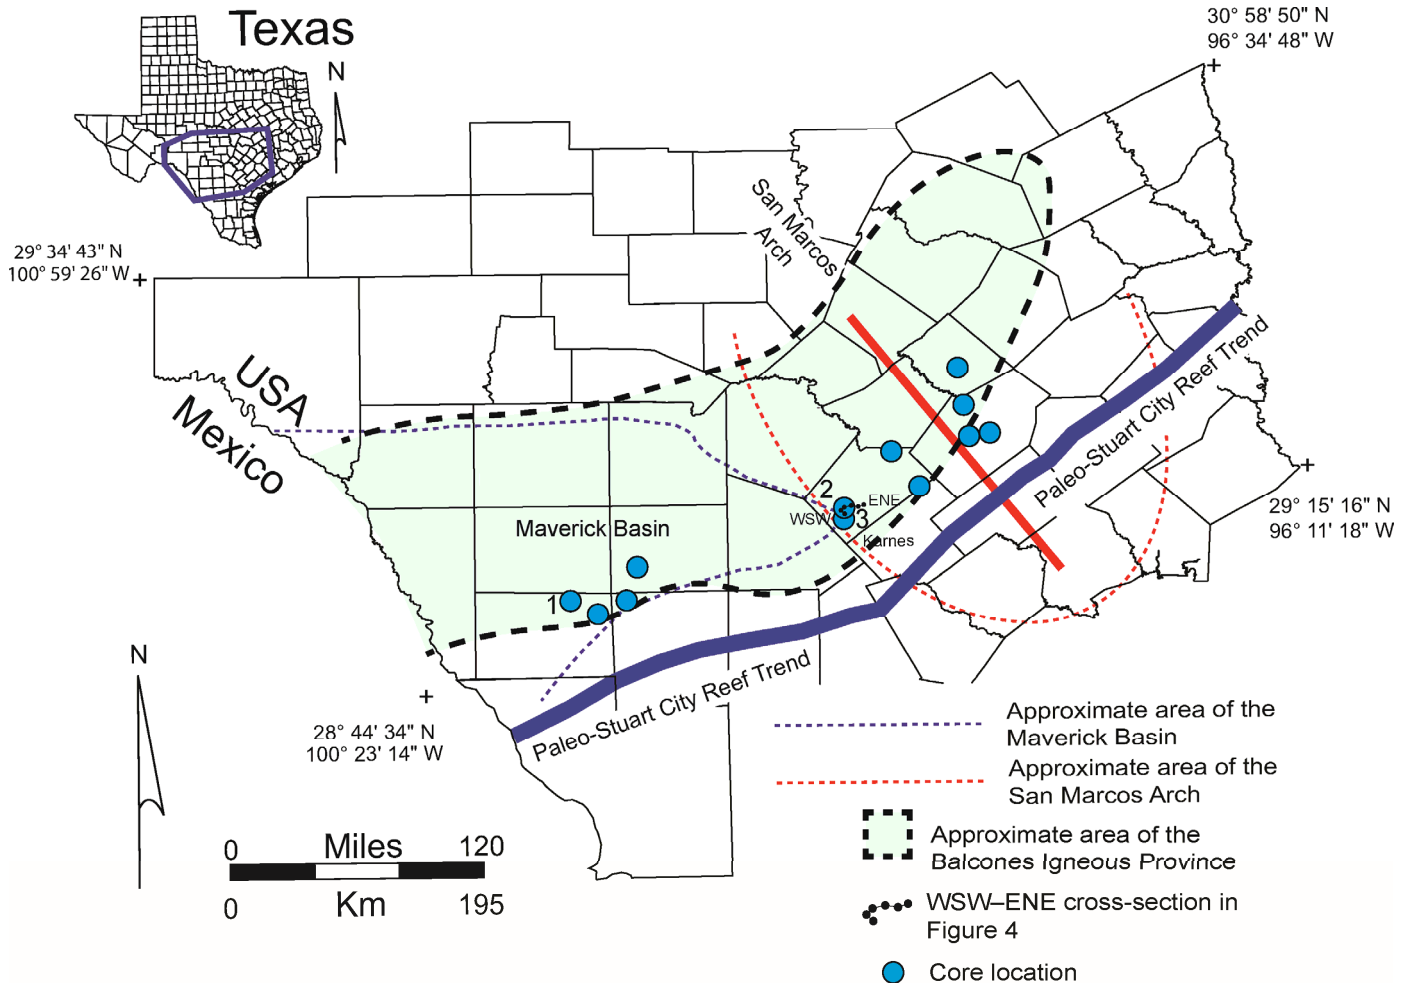 Texas
N
30° 58' 50" N
96° 34' 48" W
San Marcos
Arch
29° 34' 43" N
100° 59' 26" W
USA
Mexico
Paleo-Stuart City Reef Trend
2
ENE
WSW
3
Karnes
29° 15' 16" N
96° 11' 18" W
Maverick Basin
1
N
Paleo-Stuart City Reef Trend
28° 44' 34" N
100° 23' 14" W
Approximate area of the
Maverick Basin
Approximate area of the
San Marcos Arch
Approximate area of the
Balcones Igneous Province
WSW–ENE cross-section in
Figure 4
Core location
0 Miles 120
0 Km 195